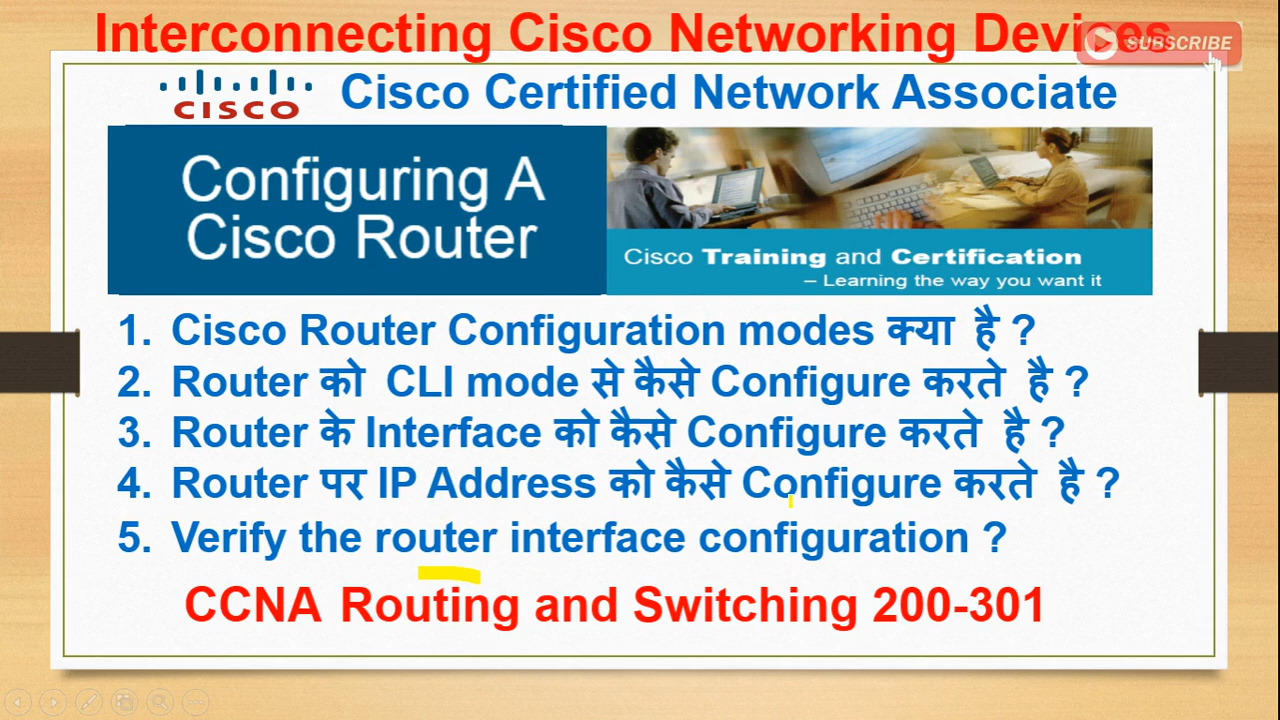 Interconnecting Cisco Networking Devices
SUBSCRIBE
CISCO
Cisco Certified Network Associate
Configuring A
Cisco Router
Cisco Training and Certification
– Learning the way you want it
1. Cisco Router Configuration modes क्या है ?
2. Router को CLI mode से कैसे Configure करते है ?
3. Router के Interface को कैसे Configure करते है ?
4. Router पर IP Address को कैसे Configure करते है ?
5. Verify the router interface configuration ?
CCNA Routing and Switching 200-301